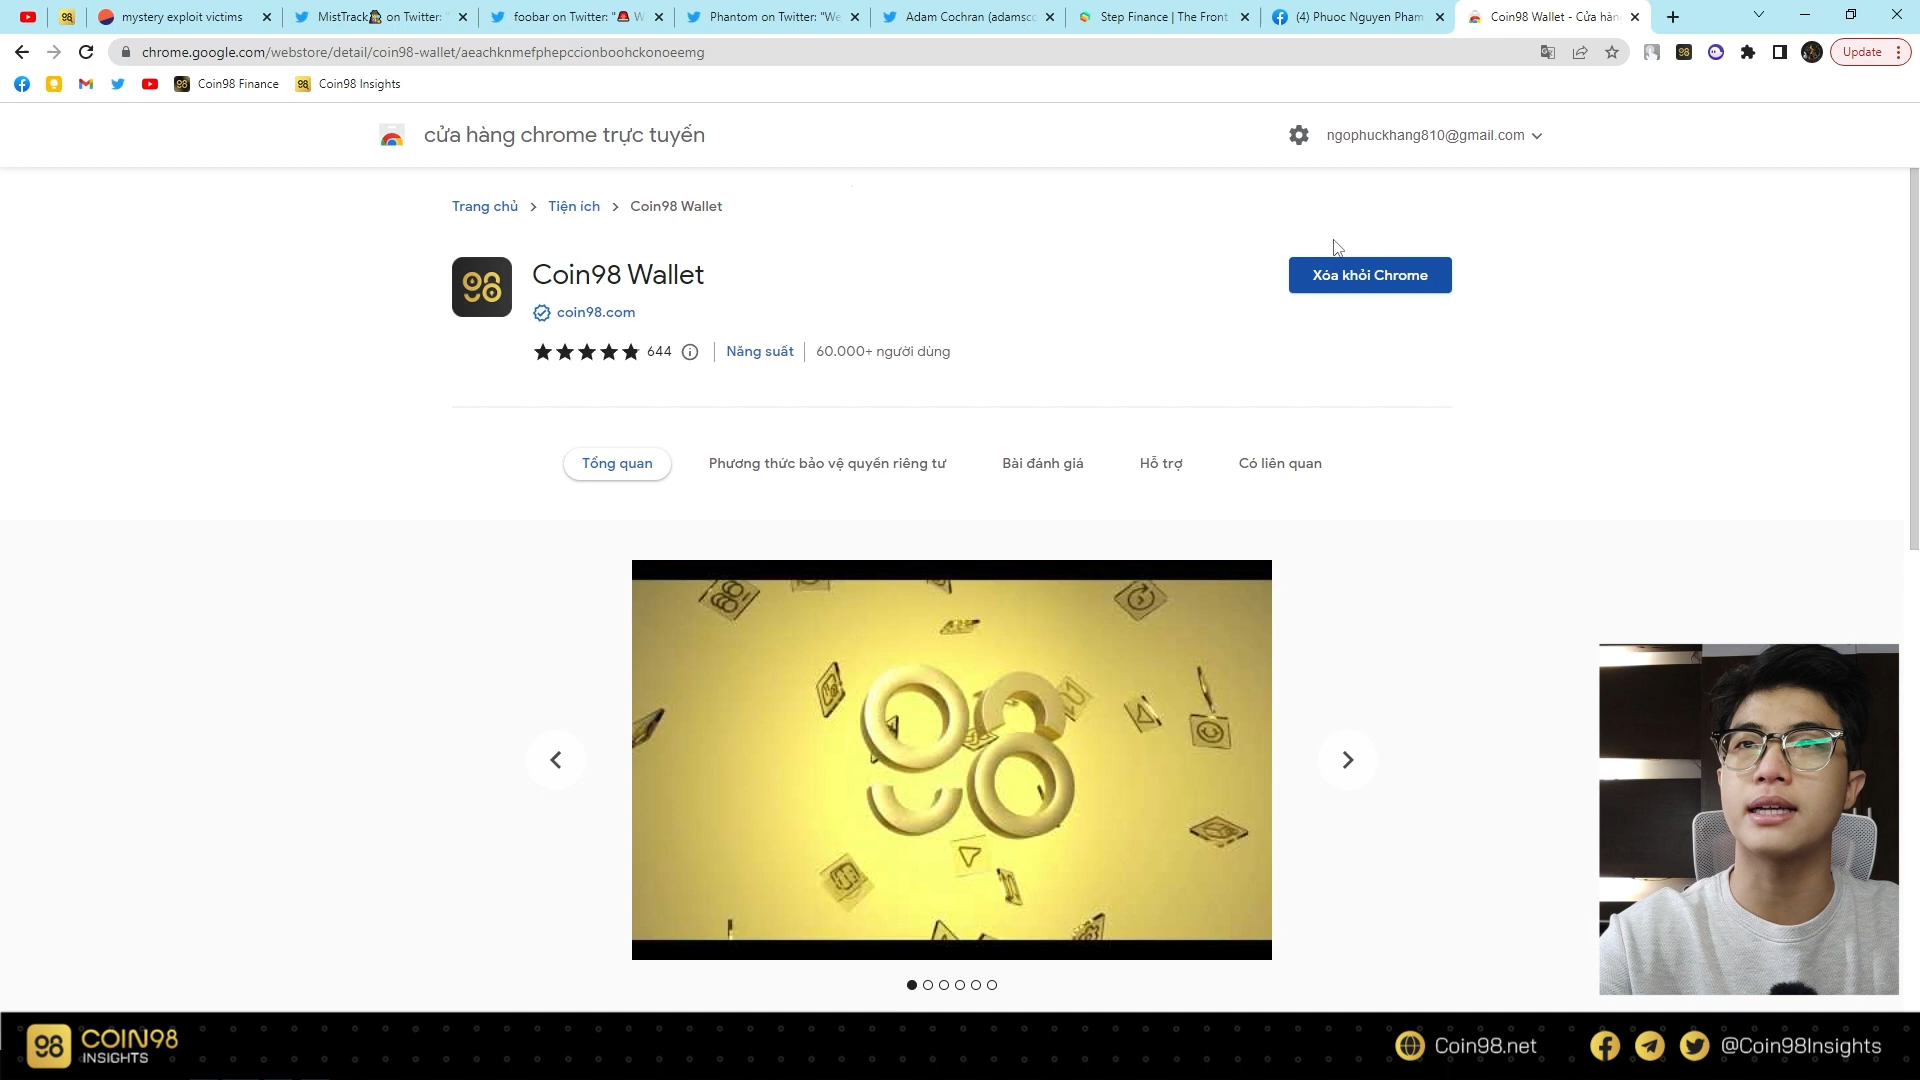 mystery exploit victims
MistTrack🕵 on Twitter: "
foobar on Twitter: "🚨 W
Phantom on Twitter: "We
Adam Cochran (adamscc
Step Finance | The Front
(4) Phuoc Nguyen Pham
Coin98 Wallet - Cửa hàn
chrome.google.com/webstore/detail/coin98-wallet/aeachknmefphepccionboohckonoeemg
Update
Coin98 Finance
Coin98 Insights
cửa hàng chrome trực tuyến
ngophuckhang810@gmail.com
Trang chủ > Tiện ích > Coin98 Wallet
98
Coin98 Wallet
Xóa khỏi Chrome
coin98.com
644
Năng suất
60.000+ người dùng
Tổng quan
Phương thức bảo vệ quyền riêng tư
Bài đánh giá
Hỗ trợ
Có liên quan
98
98 COIN98
INSIGHTS
Coin98.net
@Coin98Insights